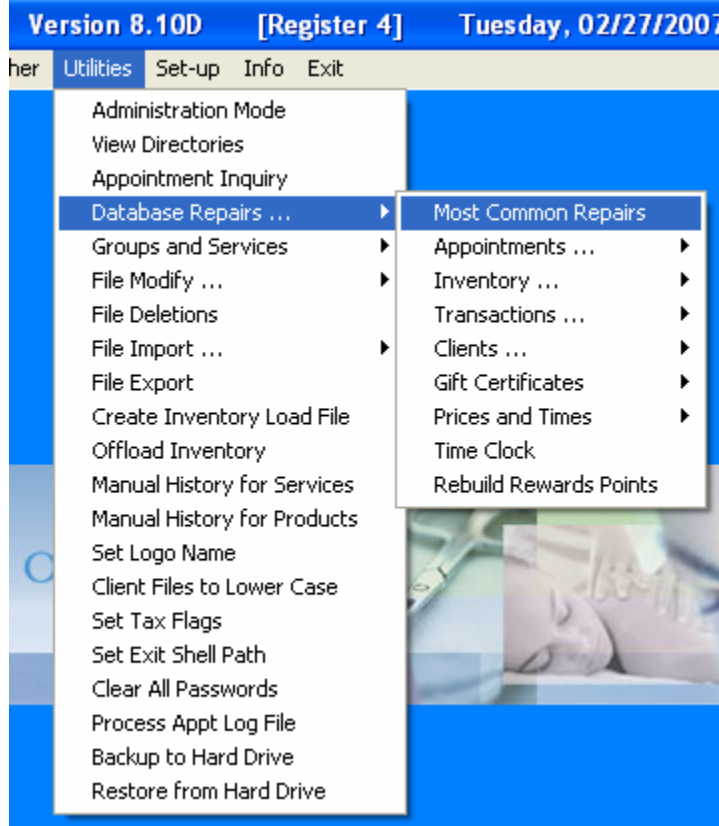 Version 8.10D [Register 4] Tuesday, 02/27/2007
her Utilities Set-up Info Exit
Administration Mode
View Directories
Appointment Inquiry
Database Repairs ...
Groups and Services
File Modify ...
File Deletions
File Import ...
File Export
Create Inventory Load File
Offload Inventory
Manual History for Services
Manual History for Products
Set Logo Name
Client Files to Lower Case
Set Tax Flags
Set Exit Shell Path
Clear All Passwords
Process Appt Log File
Backup to Hard Drive
Restore from Hard Drive
Most Common Repairs
Appointments ...
Inventory ...
Transactions ...
Clients ...
Gift Certificates
Prices and Times
Time Clock
Rebuild Rewards Points